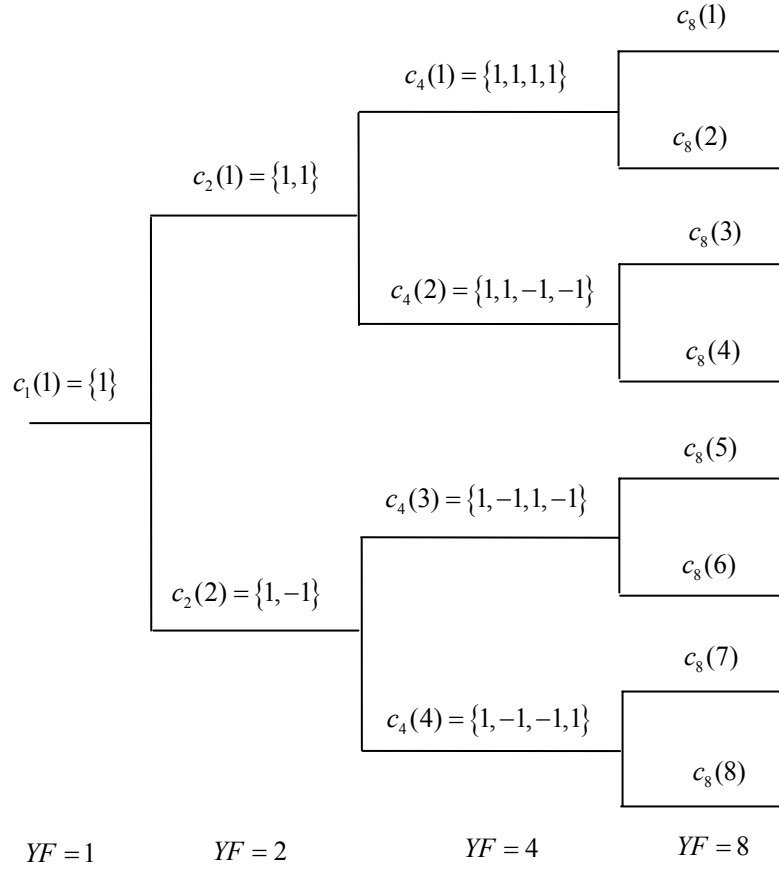 c₈(1)
c₄(1) = {1,1,1,1}
c₈(2)
c₂(1) = {1,1}
c₈(3)
c₄(2) = {1,1,−1,−1}
c₈(4)
c₁(1) = {1}
c₈(5)
c₄(3) = {1,−1,1,−1}
c₈(6)
c₂(2) = {1,−1}
c₈(7)
c₄(4) = {1,−1,−1,1}
c₈(8)
YF = 1 YF = 2 YF = 4 YF = 8